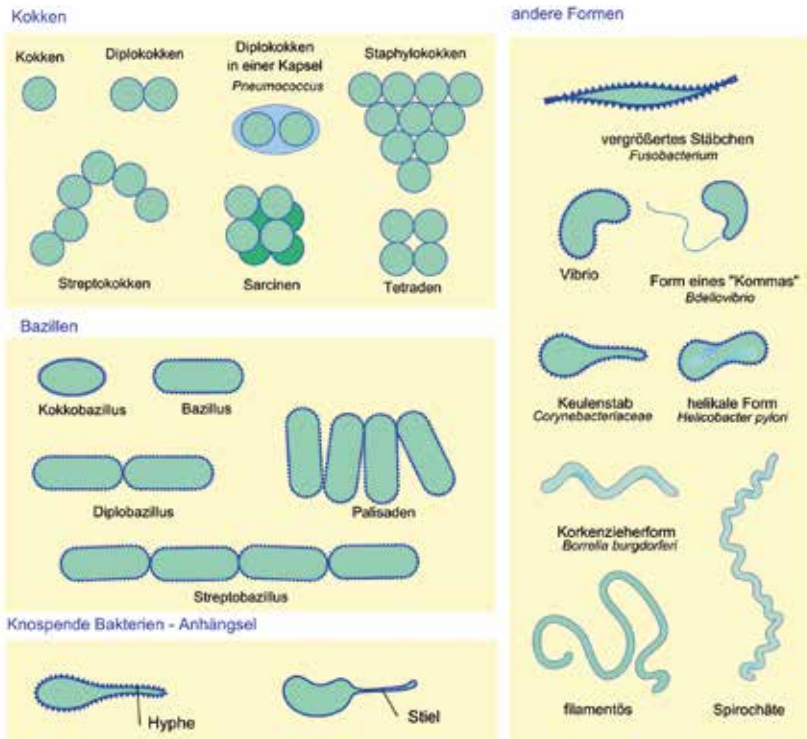 Kokken
Kokken
Diplokokken
Diplokokken
in einer Kapsel
Pneumococcus
Staphylokokken
Streptokokken
Sarcinen
Tetraden
Bazillen
Kokkobazillus
Bazillus
Diplobazillus
Palisaden
Streptobazillus
Knospende Bakterien - Anhängsel
Hyphe
Stiel
andere Formen
vergrößertes Stäbchen
Fusobacterium
Vibrio
Form eines "Kommas"
Bdellovibrio
Keulenstab
Corynebacteriaceae
helikale Form
Helicobacter pylori
Korkenzieherform
Borrelia burgdorferi
filamentös
Spirochäte